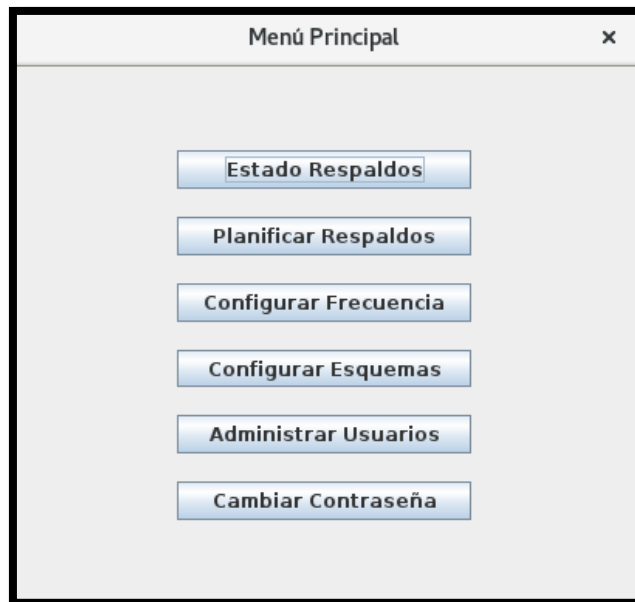 Menú Principal
Estado Respaldos
Planificar Respaldos
Configurar Frecuencia
Configurar Esquemas
Administrar Usuarios
Cambiar Contraseña